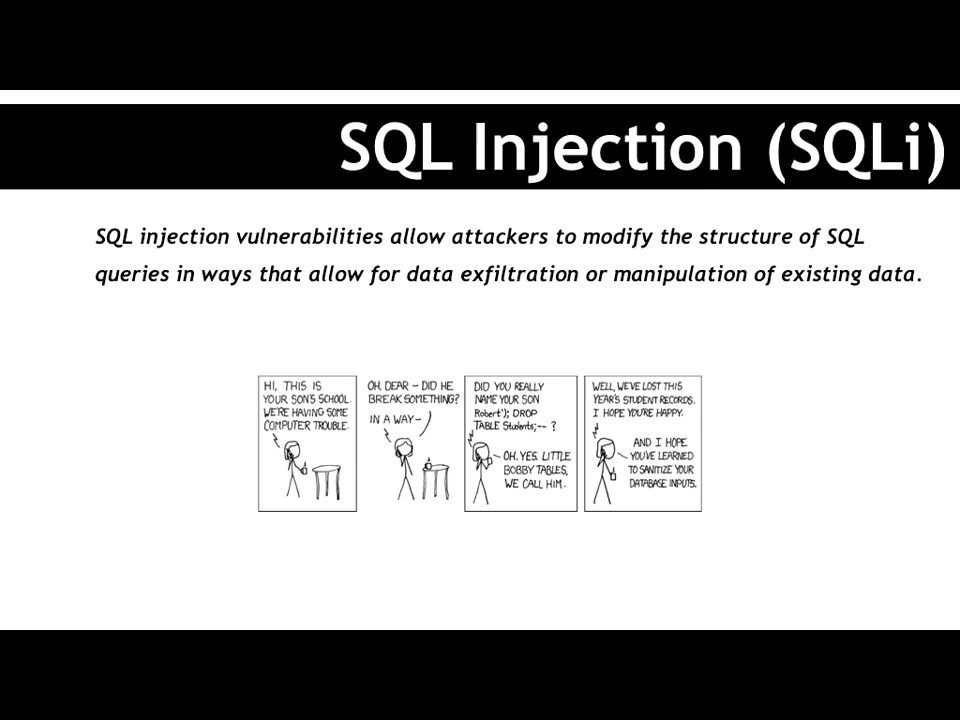 SQL Injection (SQLi)
SQL injection vulnerabilities allow attackers to modify the structure of SQL
queries in ways that allow for data exfiltration or manipulation of existing data.
HI, THIS IS
YOUR SON'S SCHOOL.
WE'RE HAVING SOME
COMPUTER TROUBLE.
OH, DEAR – DID HE
BREAK SOMETHING?
IN A WAY–
DID YOU REALLY
NAME YOUR SON
Robert'); DROP
TABLE Students;-- ?
OH. YES. LITTLE
BOBBY TABLES,
WE CALL HIM.
WELL, WE'VE LOST THIS
YEAR'S STUDENT RECORDS.
I HOPE YOU'RE HAPPY.
AND I HOPE
YOU'VE LEARNED
TO SANITIZE YOUR
DATABASE INPUTS.